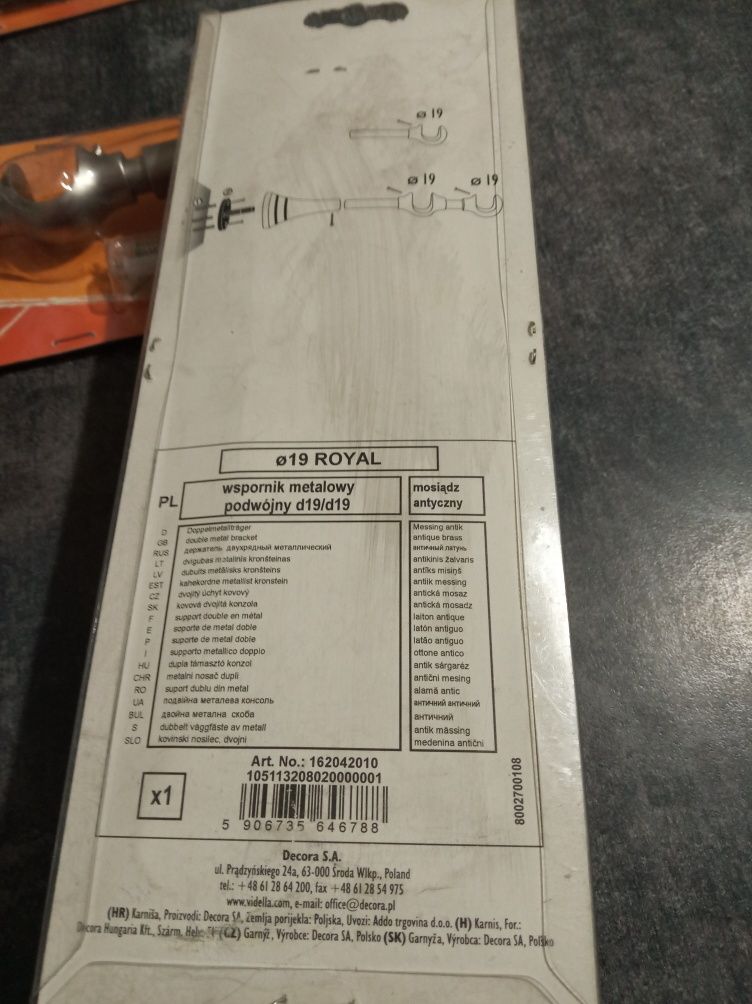 ø 19
ø 19 ø 19
ø19 ROYAL
PL wspornik metalowy podwójny d19/d19 mosiądz antyczny
D Doppelmetallträger Messing antik
GB double metal bracket antique brass
RUS держатель двухрядный металлический античный латунь
LT dvigubas metalinis kronšteinas antikinis žalvaris
LV dubults metālisks kronšteins antīks misiņš
EST kahekordne metallist kronstein antiik messing
CZ dvojitý úchyt kovový antická mosaz
SK kovová dvojitá konzola antická mosadz
F support double en métal laiton antique
E soporte de metal doble latón antiguo
P suporte de metal doble latão antiguo
I supporto metallico doppio ottone antico
HU dupla támasztó konzol antik sárgaréz
CHR metalni nosač dupli antični mesing
RO suport dublu din metal alamă antic
UA подвійна металева консоль античний античний
BUL двойна метална скоба античний
S dubbelt väggfäste av metall antik mässing
SLO kovinski nosilec, dvojni medenina antični
Art. No.: 162042010
105113208020000001
x1
5 906735 646788
8002700108
Decora S.A.
ul. Prądzyńskiego 24a, 63-000 Środa Wlkp., Poland
tel.: +48 61 28 64 200, fax +48 61 28 54 975
www.vidella.com, e-mail: office@decora.pl
(HR) Karniša, Proizvodi: Decora SA, Zemlja porijekla: Poljska, Uvozi: Addo trgovina d.o.o. (H) Karnis, For.:
Decora Hungaria Kft., Szárm. Hely: (CZ) Garnýž, Výrobce: Decora SA, Polsko (SK) Garnyža, Výrobca: Decora SA, Poľsko